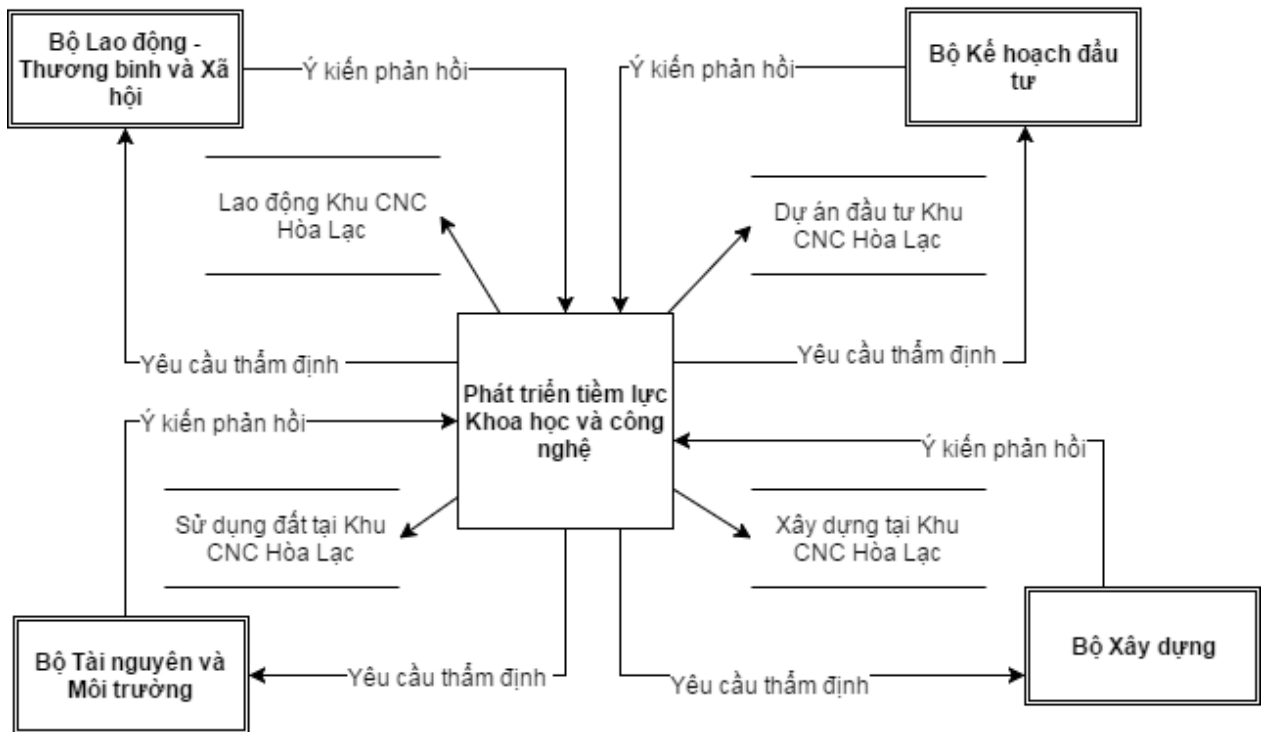 Bộ Lao động -
Thương binh và Xã
hội
Ý kiến phản hồi
Ý kiến phản hồi
Bộ Kế hoạch đầu
tư
Lao động Khu CNC
Hòa Lạc
Dự án đầu tư Khu
CNC Hòa Lạc
Yêu cầu thẩm định
Yêu cầu thẩm định
Phát triển tiềm lực
Khoa học và công
nghệ
Ý kiến phản hồi
Ý kiến phản hồi
Sử dụng đất tại Khu
CNC Hòa Lạc
Xây dựng tại Khu
CNC Hòa Lạc
Bộ Tài nguyên và
Môi trường
Yêu cầu thẩm định
Yêu cầu thẩm định
Bộ Xây dựng